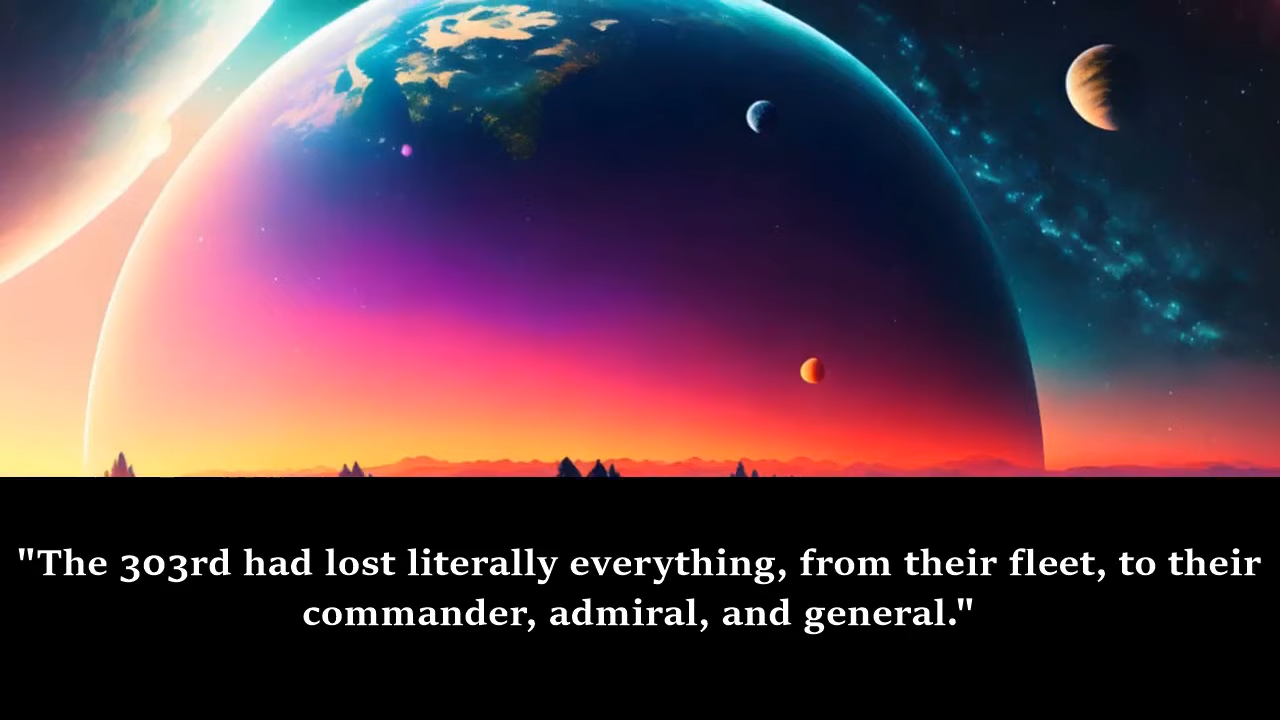 "The 303rd had lost literally everything, from their fleet, to their
commander, admiral, and general."